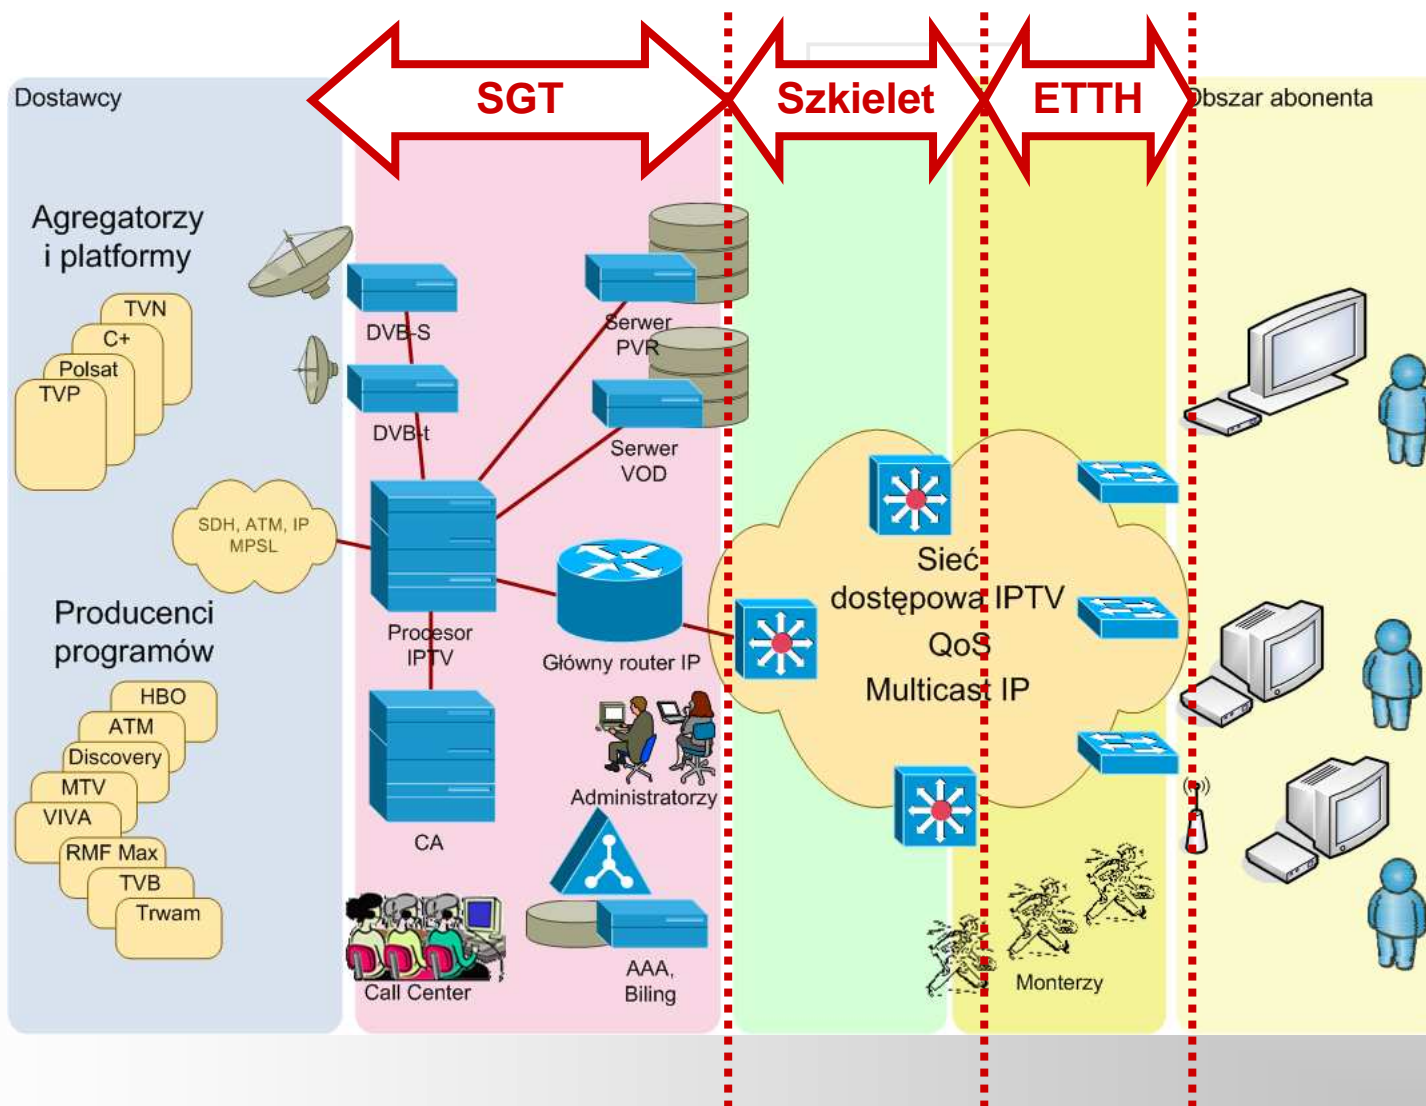 SGT
Szkielet
ETTH
Dostawcy
Obszar abonenta
Agregatorzy
i platformy
TVN
C+
Polsat
TVP
DVB-S
DVB-t
Serwer
PVR
Serwer
VOD
SDH, ATM, IP
MPSL
Procesor
IPTV
Główny router IP
Sieć
dostępowa IPTV
QoS
Multicast IP
Producenci
programów
HBO
ATM
Discovery
MTV
VIVA
RMF Max
TVB
Trwam
CA
Administratorzy
Call Center
AAA,
Biling
Monterzy